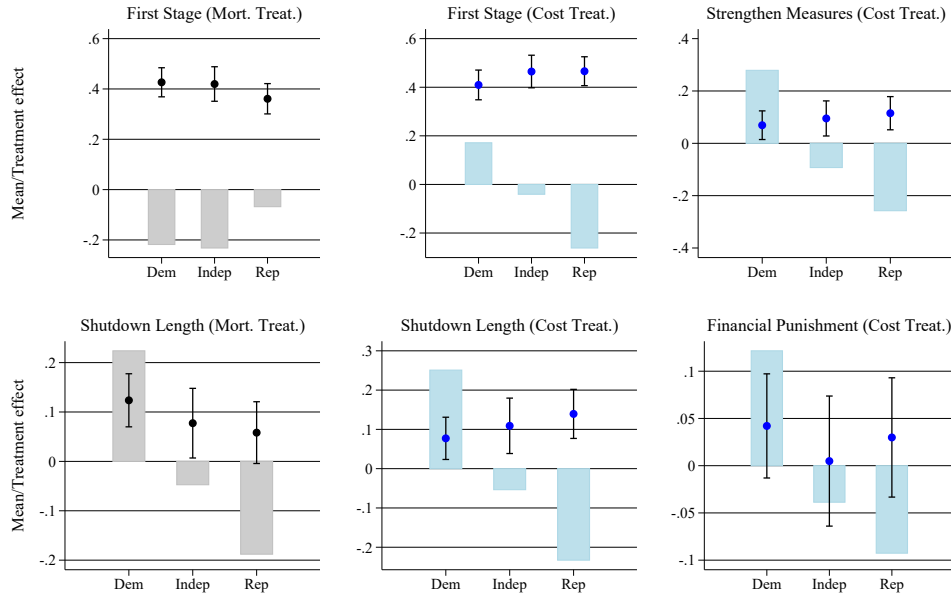 First Stage (Mort. Treat.)
Mean/Treatment effect
.6
.4
.2
0
-.2
Dem Indep Rep
First Stage (Cost Treat.)
.6
.4
.2
0
-.2
Dem Indep Rep
Strengthen Measures (Cost Treat.)
.4
.2
0
-.2
-.4
Dem Indep Rep
Shutdown Length (Mort. Treat.)
Mean/Treatment effect
.2
.1
0
-.1
-.2
Dem Indep Rep
Shutdown Length (Cost Treat.)
.3
.2
.1
0
-.1
-.2
Dem Indep Rep
Financial Punishment (Cost Treat.)
.1
.05
0
-.05
-.1
Dem Indep Rep